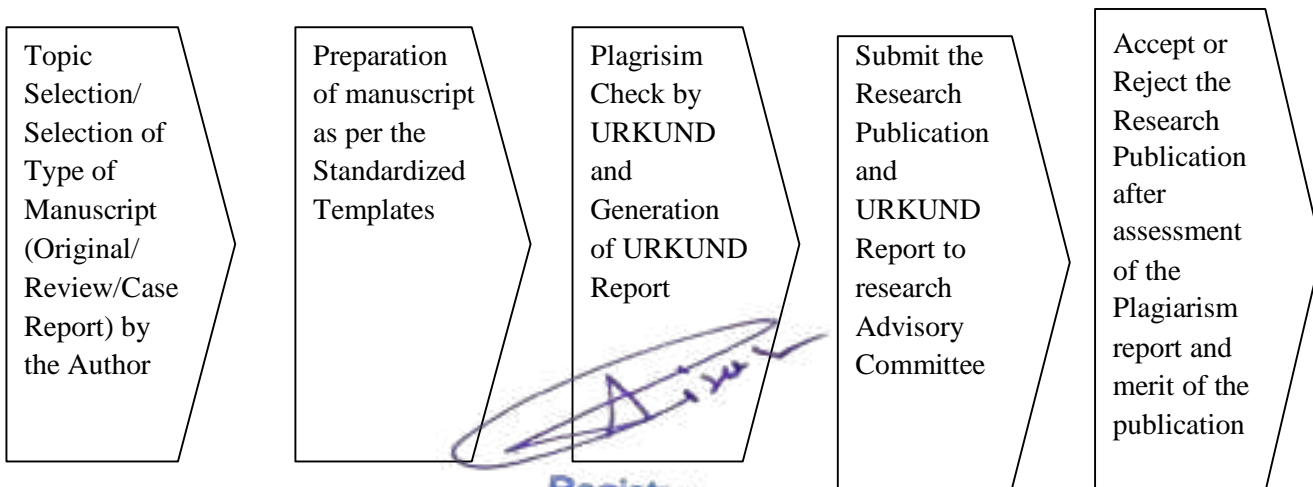 Topic
Selection/
Selection of
Type of
Manuscript
(Original/
Review/Case
Report) by
the Author
Preparation
of manuscript
as per the
Standardized
Templates
Plagrisim
Check by
URKUND
and
Generation
of URKUND
Report
Submit the
Research
Publication
and
URKUND
Report to
research
Advisory
Committee
Accept or
Reject the
Research
Publication
after
assessment
of the
Plagiarism
report and
merit of the
publication